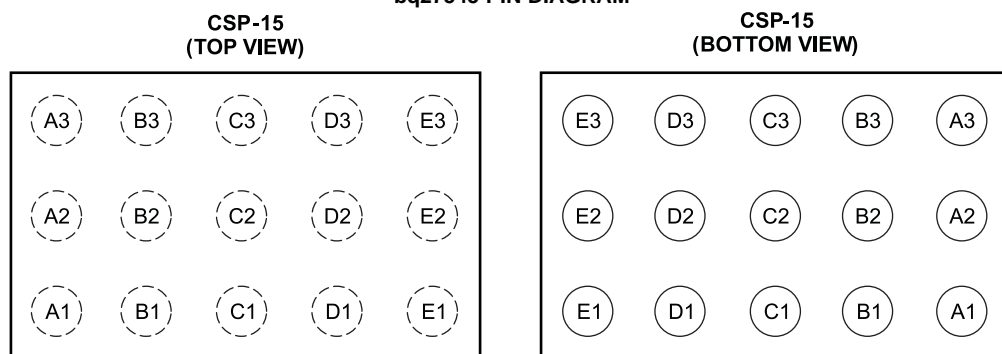 PIN DIAGRAM
CSP-15
(TOP VIEW)
A3 B3 C3 D3 E3
A2 B2 C2 D2 E2
A1 B1 C1 D1 E1
CSP-15
(BOTTOM VIEW)
E3 D3 C3 B3 A3
E2 D2 C2 B2 A2
E1 D1 C1 B1 A1